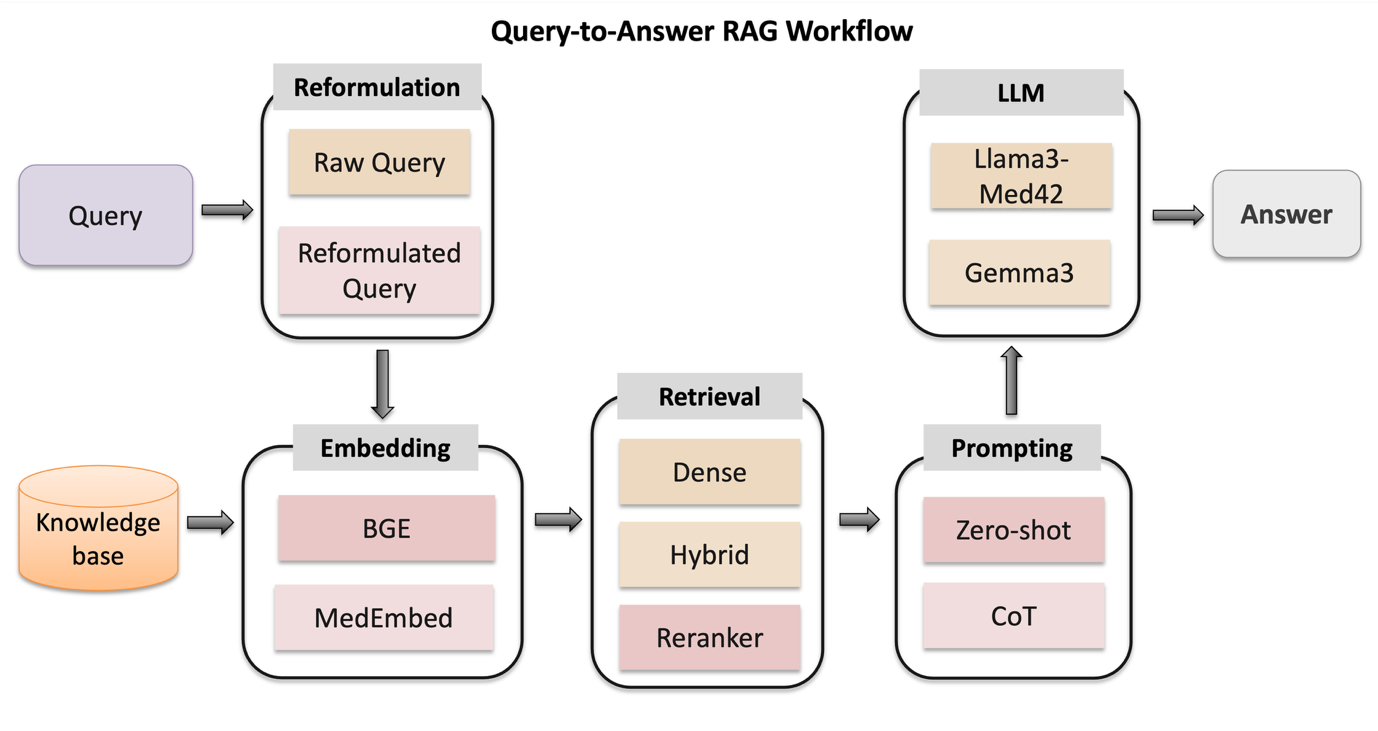 Query-to-Answer RAG Workflow
Reformulation
Raw Query
Reformulated
Query
Query
Knowledge
base
Embedding
BGE
MedEmbed
Retrieval
Dense
Hybrid
Reranker
Prompting
Zero-shot
CoT
LLM
Llama3-
Med42
Gemma3
Answer